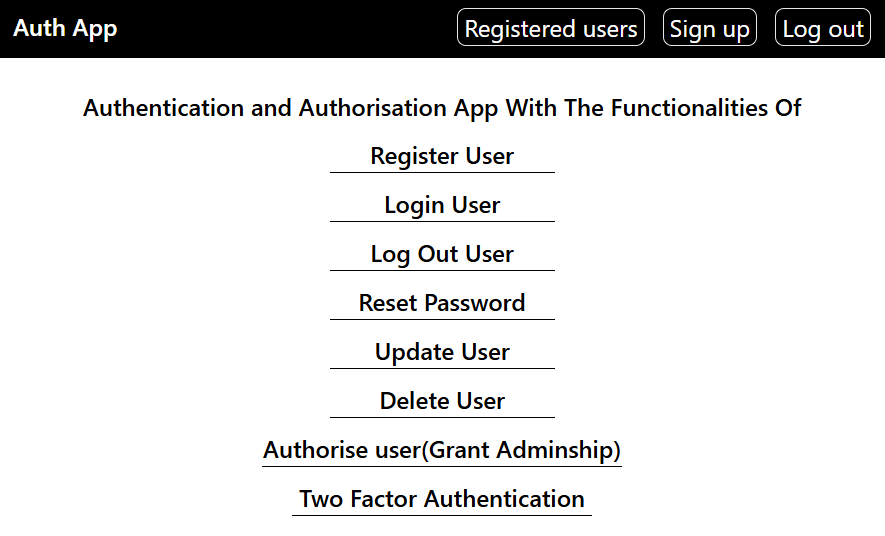 Auth App
Registered users
Sign up
Log out
Authentication and Authorisation App With The Functionalities Of
Register User
Login User
Log Out User
Reset Password
Update User
Delete User
Authorise user(Grant Adminship)
Two Factor Authentication